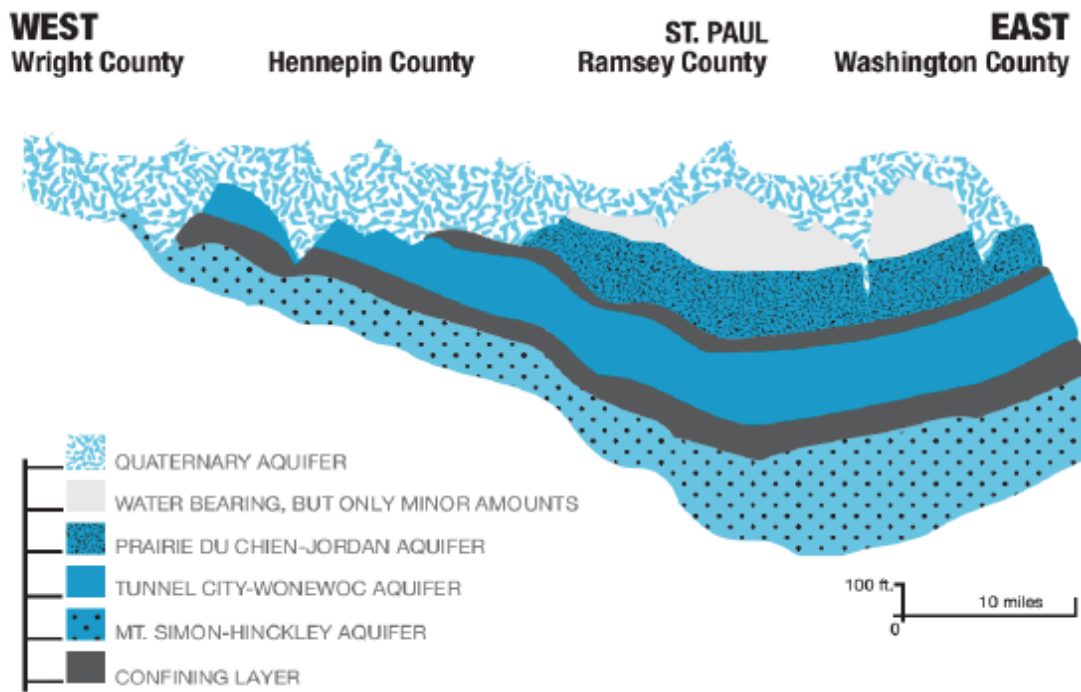 WEST
Wright County
Hennepin County
ST. PAUL
Ramsey County
EAST
Washington County
QUATERNARY AQUIFER
WATER BEARING, BUT ONLY MINOR AMOUNTS
PRAIRIE DU CHIEN-JORDAN AQUIFER
TUNNEL CITY-WONEWOC AQUIFER
MT. SIMON-HINCKLEY AQUIFER
CONFINING LAYER
100 ft.
0
10 miles